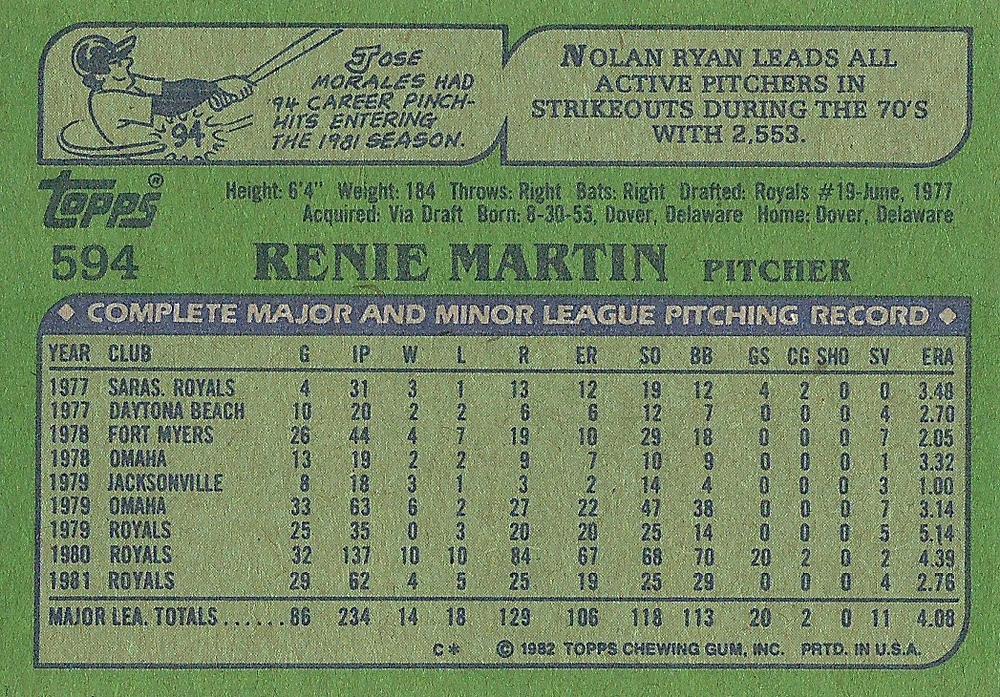 JOSE
MORALES HAD
94 CAREER PINCH-
HITS ENTERING
THE 1981 SEASON.
94
NOLAN RYAN LEADS ALL
ACTIVE PITCHERS IN
STRIKEOUTS DURING THE 70'S
WITH 2,553.
topps®
Height: 6'4" Weight: 184 Throws: Right Bats: Right Drafted: Royals #19-June, 1977
Acquired: Via Draft Born: 8-30-55, Dover, Delaware Home: Dover, Delaware
594 RENIE MARTIN PITCHER
◆ COMPLETE MAJOR AND MINOR LEAGUE PITCHING RECORD ◆
YEAR CLUB G IP W L R ER SO BB GS CG SHO SV ERA
1977 SARAS. ROYALS 4 31 3 1 13 12 19 12 4 2 0 0 3.48
1977 DAYTONA BEACH 10 20 2 2 6 6 12 7 0 0 0 4 2.70
1978 FORT MYERS 26 44 4 7 19 10 29 18 0 0 0 7 2.05
1978 OMAHA 13 19 2 2 9 7 10 9 0 0 0 1 3.32
1979 JACKSONVILLE 8 18 3 1 3 2 14 4 0 0 0 3 1.00
1979 OMAHA 33 63 6 2 27 22 47 38 0 0 0 7 3.14
1979 ROYALS 25 35 0 3 20 20 25 14 0 0 0 5 5.14
1980 ROYALS 32 137 10 10 84 67 68 70 20 2 0 2 4.39
1981 ROYALS 29 62 4 5 25 19 25 29 0 0 0 4 2.76
MAJOR LEA. TOTALS ...... 86 234 14 18 129 106 118 113 20 2 0 11 4.08
C* © 1982 TOPPS CHEWING GUM, INC. PRTD. IN U.S.A.